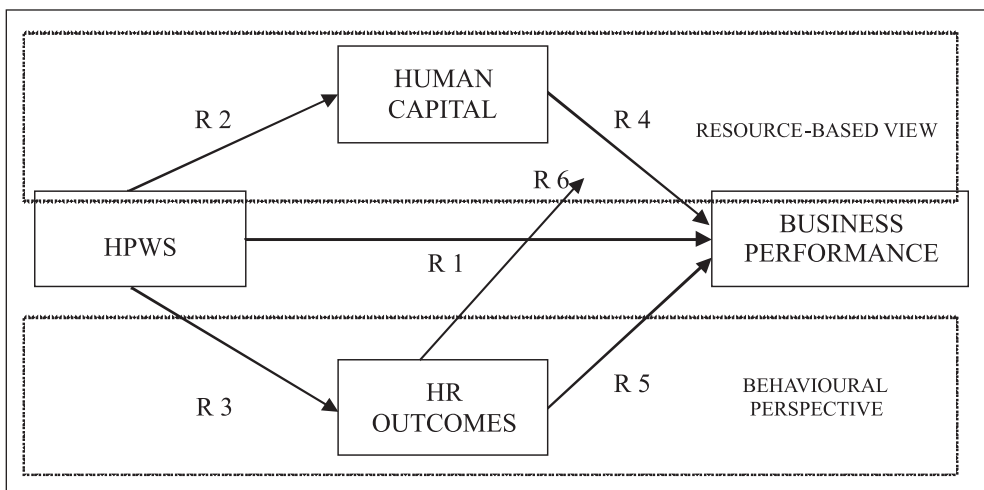 HUMAN
CAPITAL
R 2
R 4
RESOURCE-BASED VIEW
R 6
HPWS
R 1
BUSINESS
PERFORMANCE
R 3
HR
OUTCOMES
R 5
BEHAVIOURAL
PERSPECTIVE